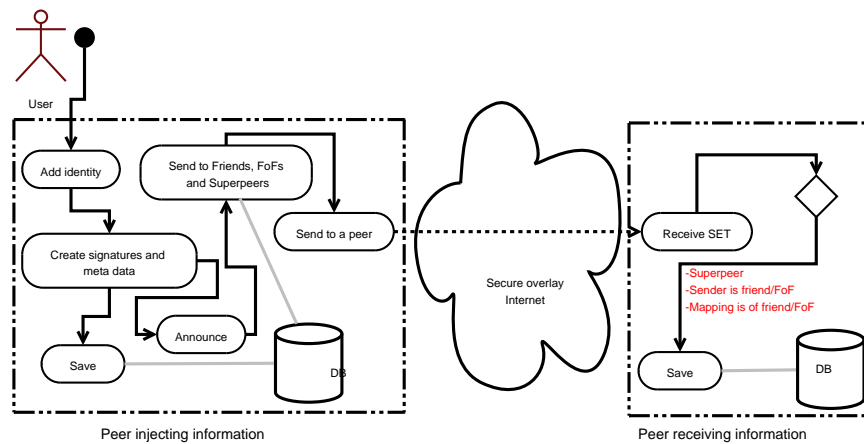 User
Add identity
Send to Friends, FoFs
and Superpeers
Send to a peer
Create signatures and
meta data
Announce
Save
DB
Peer injecting information
Secure overlay
Internet
Receive SET
-Superpeer
-Sender is friend/FoF
-Mapping is of friend/FoF
Save
DB
Peer receiving information